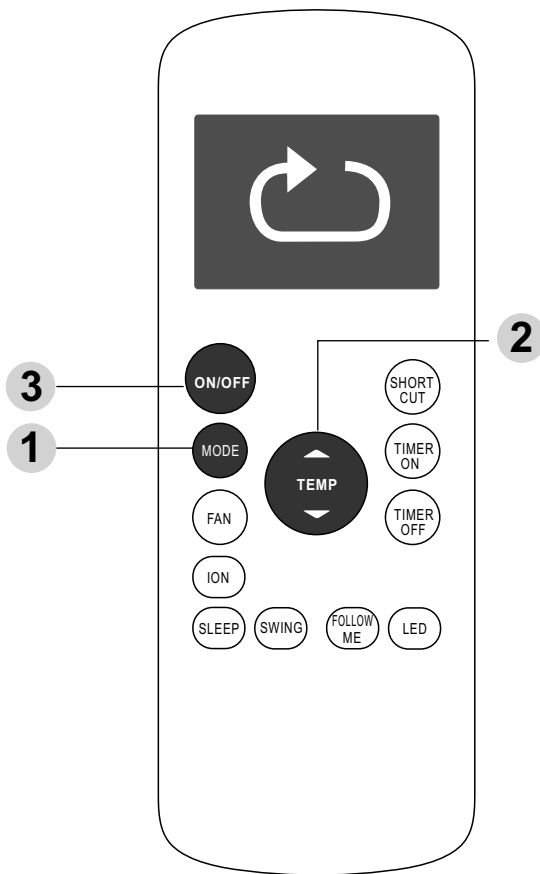 2
3
ON/OFF
SHORT
CUT
1
MODE
TEMP
TIMER
ON
FAN
TIMER
OFF
ION
SLEEP
SWING
FOLLOW
ME
LED